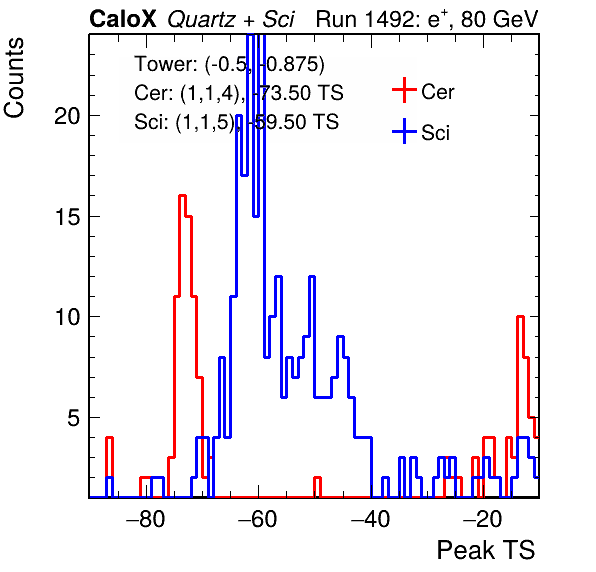 CaloX Quartz + Sci Run 1492: e⁺, 80 GeV
Counts
Tower: (-0.5, -0.875)
Cer: (1,1,4), -73.50 TS
Sci: (1,1,5), -59.50 TS
Cer
Sci
20
15
10
5
−80 −60 −40 −20
Peak TS